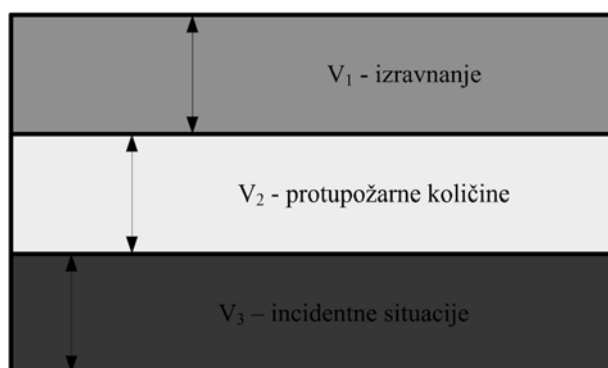 V₁ - izravnanje
V₂ - protupožarne količine
V₃ – incidentne situacije